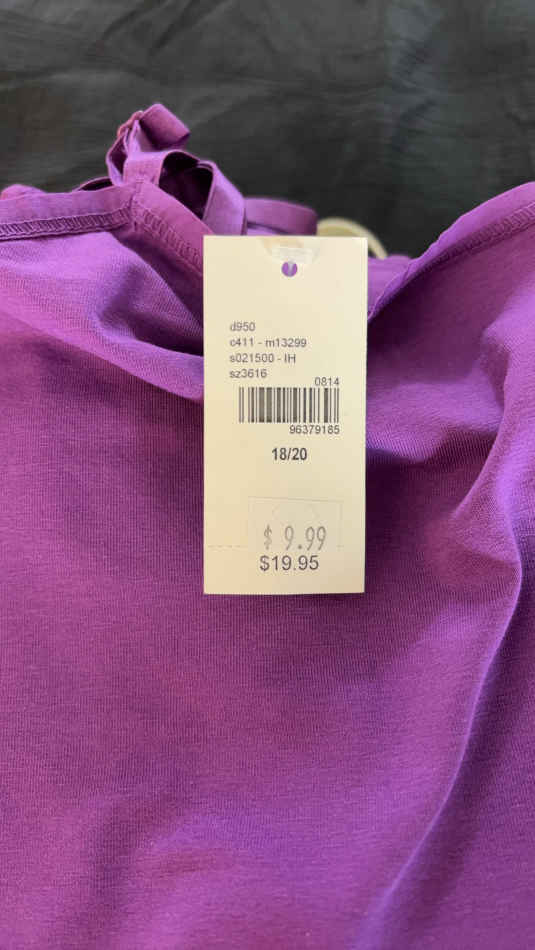 d950
c411 - m13299
s021500 - IH
sz3616
0814
96379185
18/20
$ 9.99
$19.95